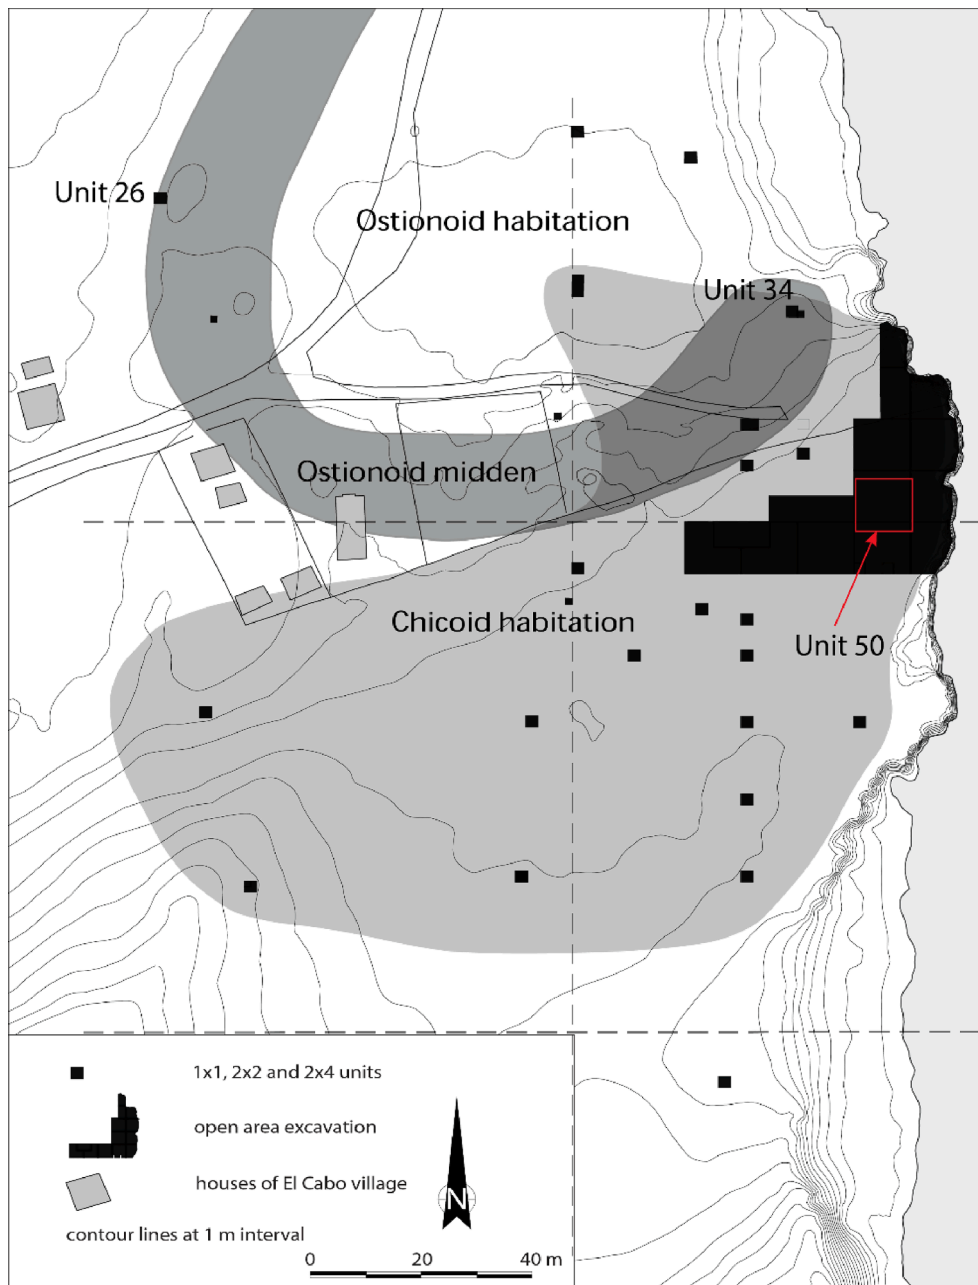 Unit 26
Ostionoid habitation
Unit 34
Ostionoid midden
Chicoid habitation
Unit 50
1x1, 2x2 and 2x4 units
open area excavation
houses of El Cabo village
N
contour lines at 1 m interval
0 20 40 m